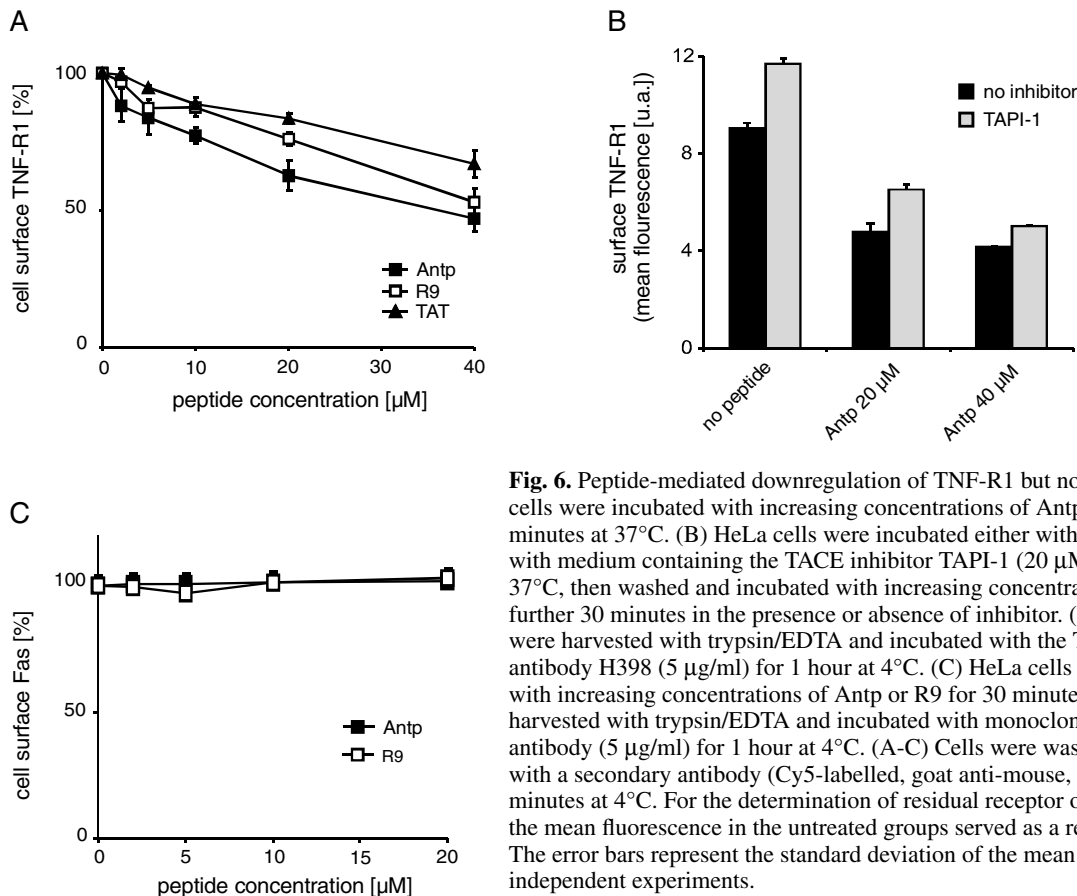 A
cell surface TNF-R1 [%]
100
50
0
Antp
R9
TAT
0 10 20 30 40
peptide concentration [µM]
B
surface TNF-R1
(mean flourescence [u.a.])
12
8
4
0
no inhibitor
TAPI-1
no peptide
Antp 20 µM
Antp 40 µM
C
cell surface Fas [%]
100
50
0
Antp
R9
0 5 10 15 20
peptide concentration [µM]
Fig. 6. Peptide-mediated downregulation of TNF-R1 but no
cells were incubated with increasing concentrations of Antp
minutes at 37°C. (B) HeLa cells were incubated either with
with medium containing the TACE inhibitor TAPI-1 (20 µM
37°C, then washed and incubated with increasing concentra
further 30 minutes in the presence or absence of inhibitor. (
were harvested with trypsin/EDTA and incubated with the T
antibody H398 (5 µg/ml) for 1 hour at 4°C. (C) HeLa cells
with increasing concentrations of Antp or R9 for 30 minute
harvested with trypsin/EDTA and incubated with monoclon
antibody (5 µg/ml) for 1 hour at 4°C. (A-C) Cells were was
with a secondary antibody (Cy5-labelled, goat anti-mouse,
minutes at 4°C. For the determination of residual receptor o
the mean fluorescence in the untreated groups served as a re
The error bars represent the standard deviation of the mean
independent experiments.